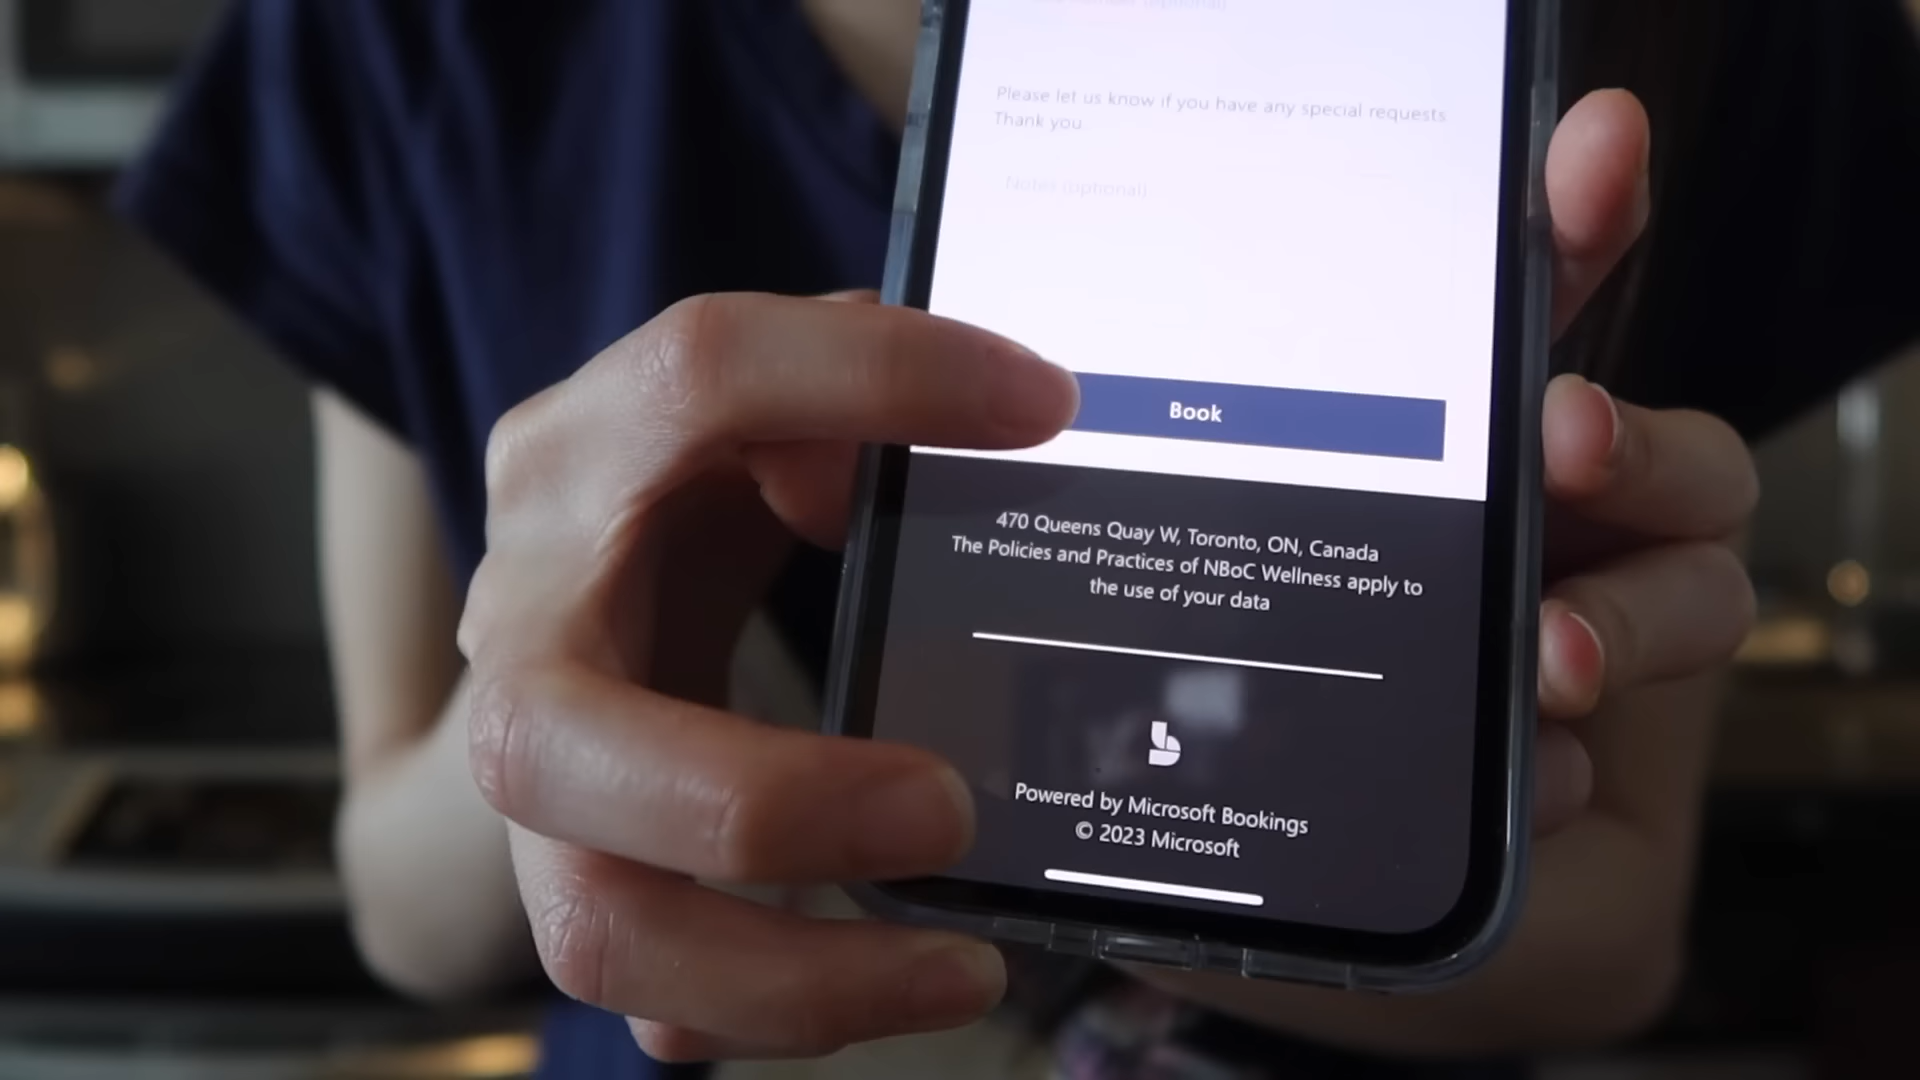 (optional)
Please let us know if you have any special requests
Thank you
Notes (optional)
Book
470 Queens Quay W, Toronto, ON, Canada
The Policies and Practices of NBoC Wellness apply to
the use of your data
Powered by Microsoft Bookings
© 2023 Microsoft